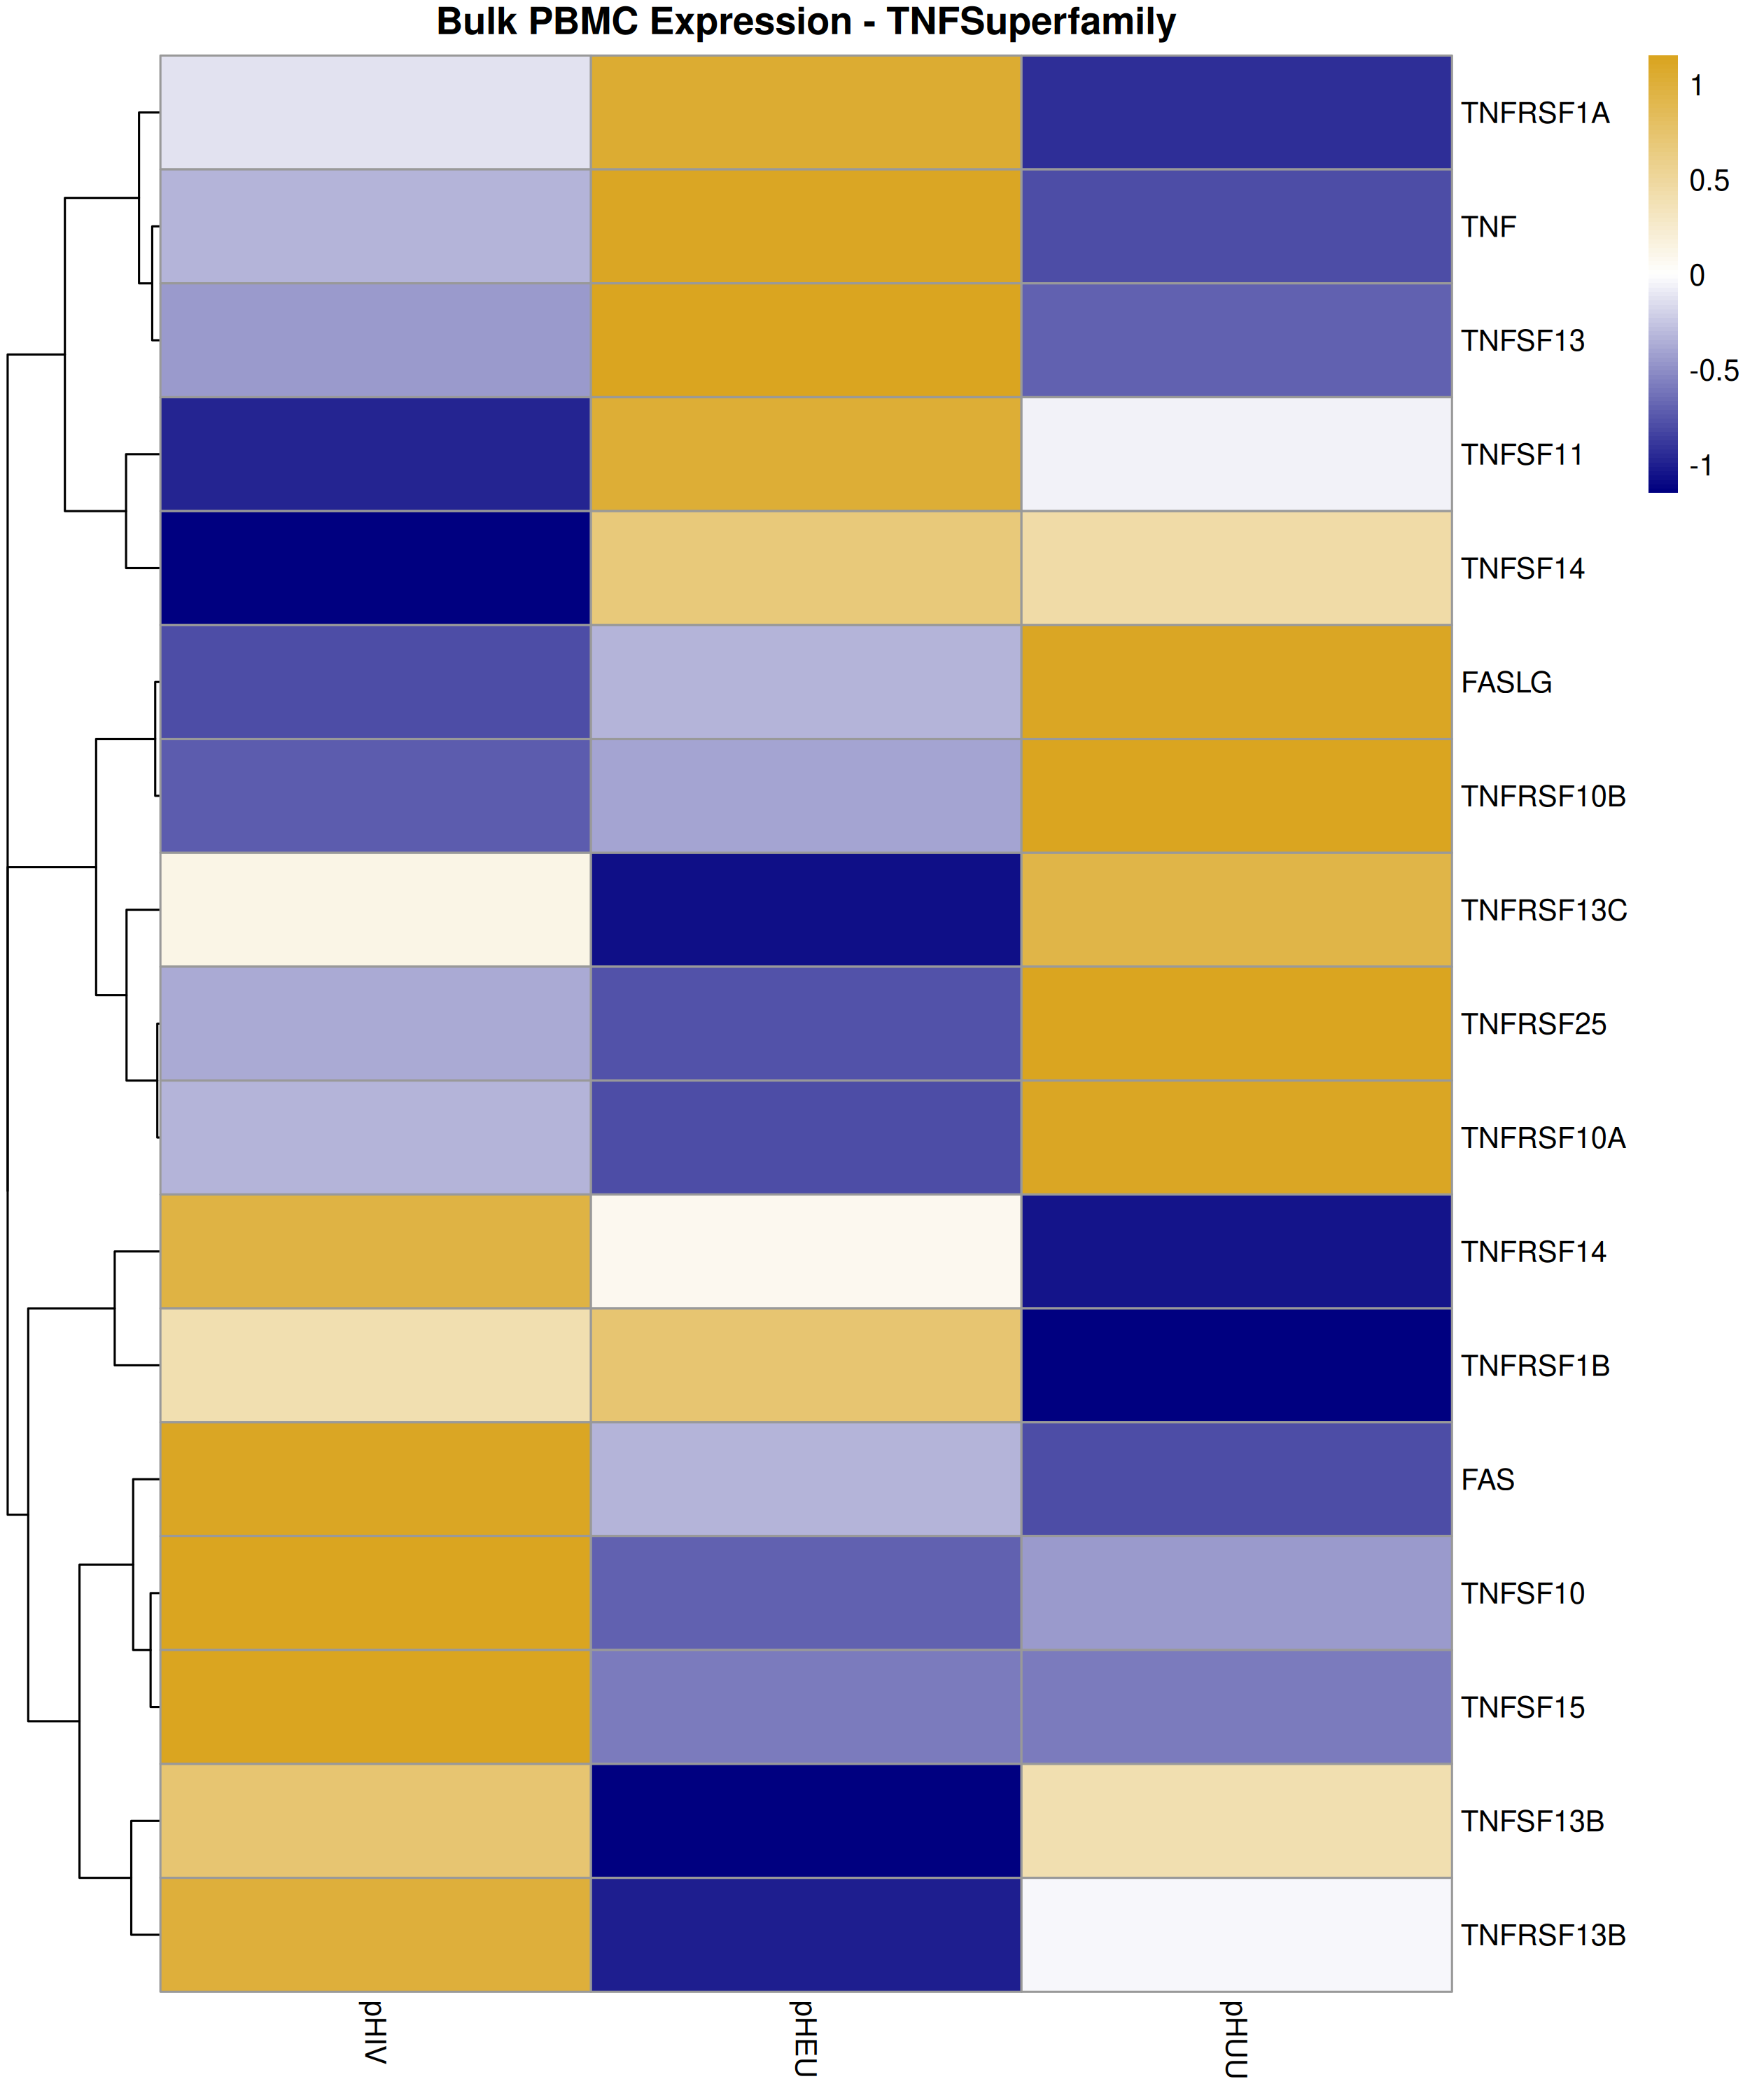 Bulk PBMC Expression - TNFSuperfamily
TNFRSF1A
TNF
TNFSF13
TNFSF11
TNFSF14
FASLG
TNFRSF10B
TNFRSF13C
TNFRSF25
TNFRSF10A
TNFRSF14
TNFRSF1B
FAS
TNFSF10
TNFSF15
TNFSF13B
TNFRSF13B
1
0.5
0
-0.5
-1
pHIV
pHEU
pHUU